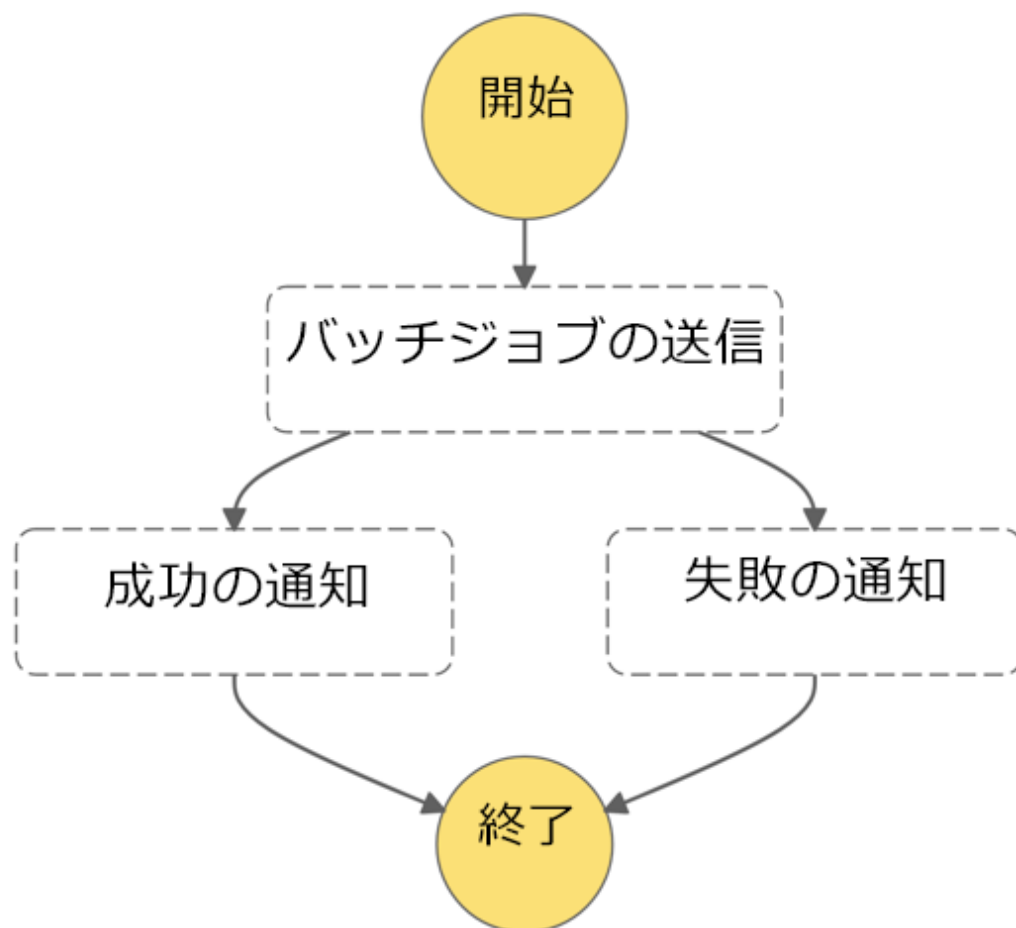 開始
バッチジョブの送信
成功の通知
失敗の通知
終了